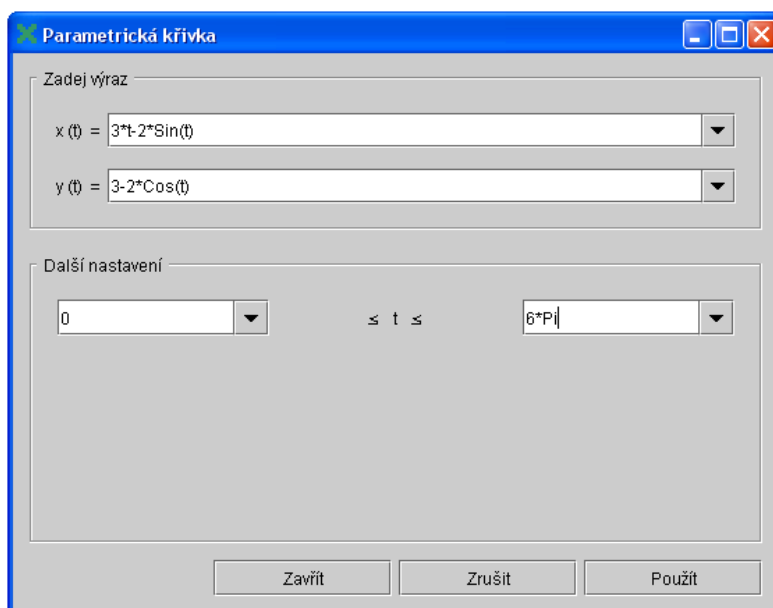 Parametrická křivka
Zadej výraz
x (t) = 3*t-2*Sin(t)
y (t) = 3-2*Cos(t)
Další nastavení
0 ≤ t ≤ 6*Pi
Zavřít Zrušit Použít